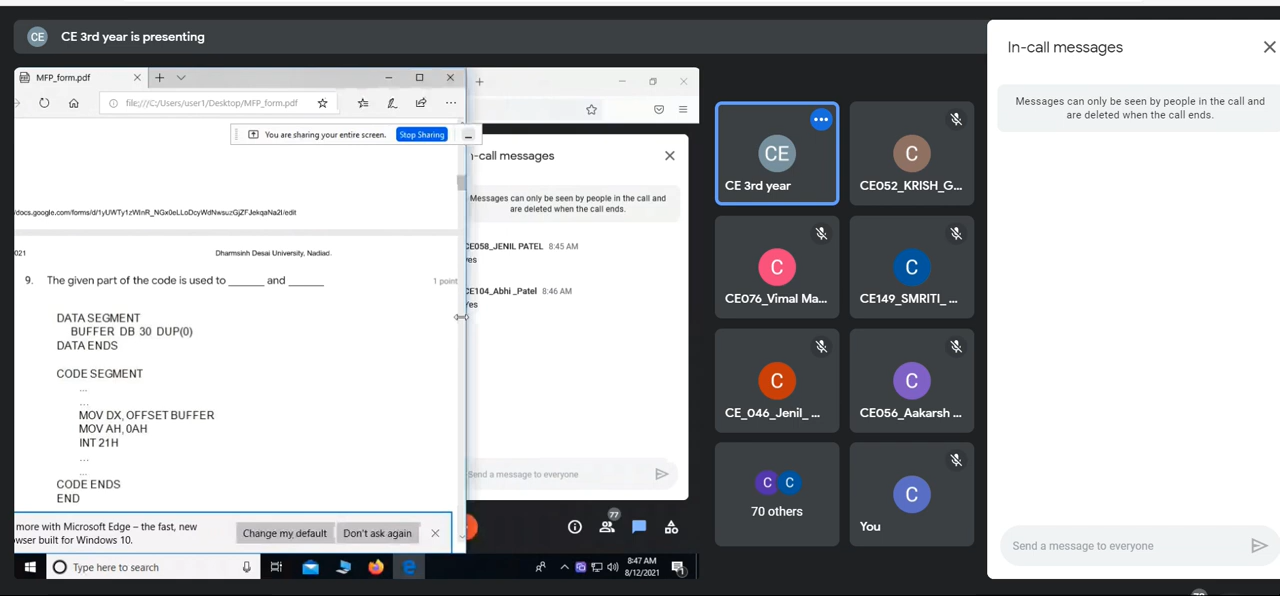 CE CE 3rd year is presenting
MFP_form.pdf
file:///C:/Users/user1/Desktop/MFP_form.pdf
You are sharing your entire screen. Stop Sharing
/docs.google.com/forms/d/1yUWTy1zWlnR_NGx0eLLoDcyWdNwsuzGjZFJekqaNa2I/edit
021 Dharmsinh Desai University, Nadiad.
9. The given part of the code is used to ______ and ______ 1 point
DATA SEGMENT
BUFFER DB 30 DUP(0)
DATA ENDS
CODE SEGMENT
...
...
MOV DX, OFFSET BUFFER
MOV AH, 0AH
INT 21H
...
...
CODE ENDS
END
more with Microsoft Edge – the fast, new
owser built for Windows 10.
Change my default
Don't ask again
n-call messages
Messages can only be seen by people in the call and
are deleted when the call ends.
CE058_JENIL PATEL 8:45 AM
yes
CE104_Abhi _Patel 8:46 AM
Yes
Send a message to everyone
77
Type here to search
8:47 AM
8/12/2021
1
CE
CE 3rd year
C
CE052_KRISH_G...
C
CE076_Vimal Ma...
C
CE149_SMRITI_ ...
C
CE_046_Jenil_ ...
C
CE056_Aakarsh ...
C C
70 others
C
You
In-call messages
Messages can only be seen by people in the call and
are deleted when the call ends.
Send a message to everyone